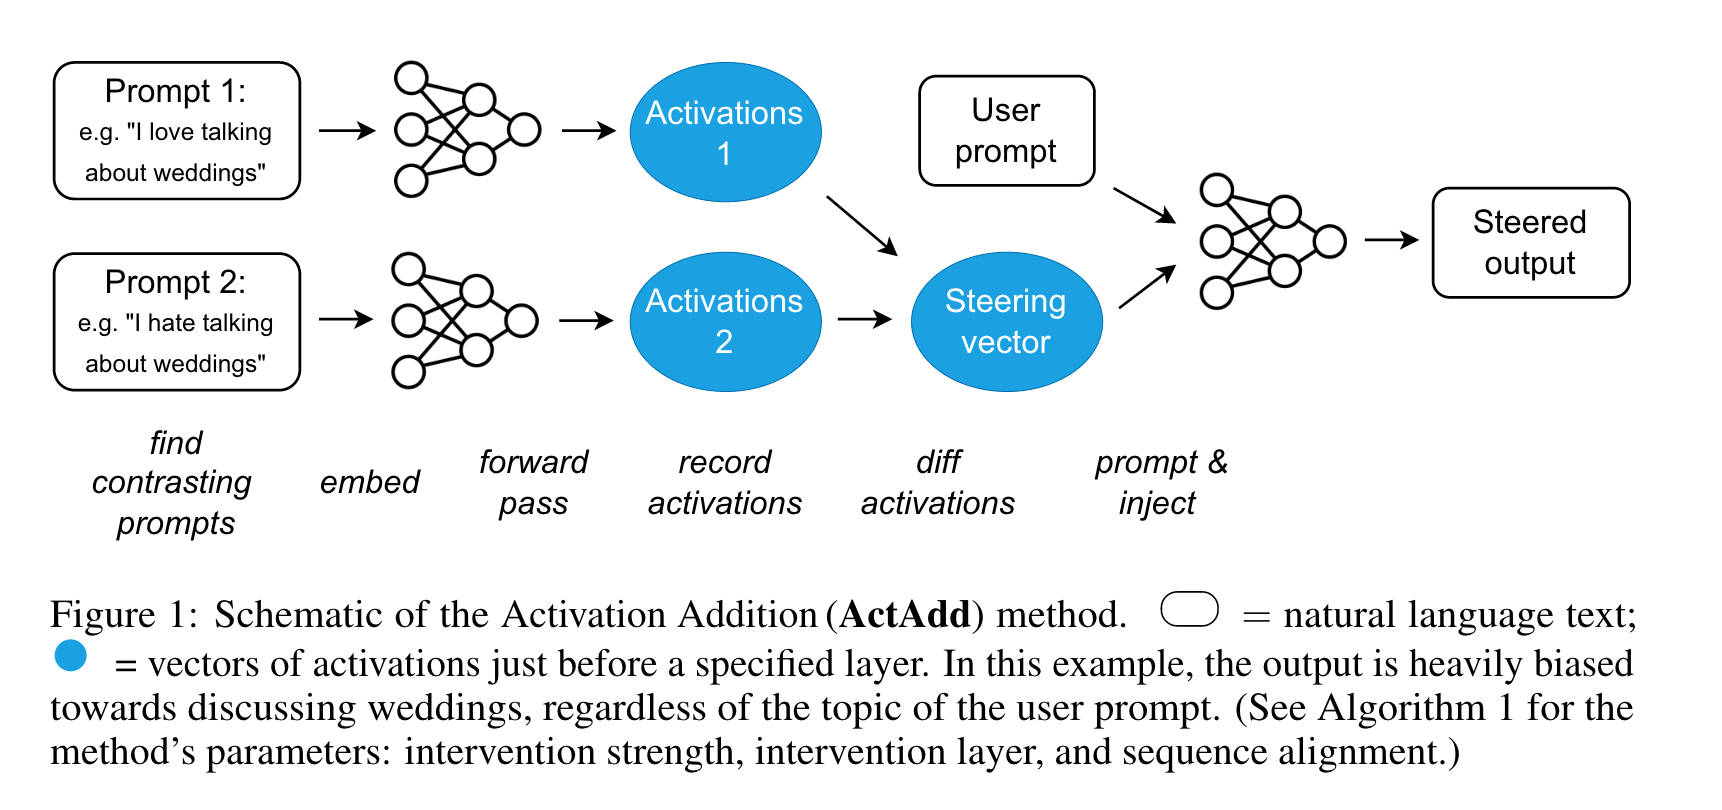 Prompt 1:
e.g. "I love talking
about weddings"
Activations
1
User
prompt
Prompt 2:
e.g. "I hate talking
about weddings"
Activations
2
Steering
vector
Steered
output
find
contrasting
prompts
embed
forward
pass
record
activations
diff
activations
prompt &
inject
Figure 1: Schematic of the Activation Addition (ActAdd) method. = natural language text;
= vectors of activations just before a specified layer. In this example, the output is heavily biased
towards discussing weddings, regardless of the topic of the user prompt. (See Algorithm 1 for the
method's parameters: intervention strength, intervention layer, and sequence alignment.)